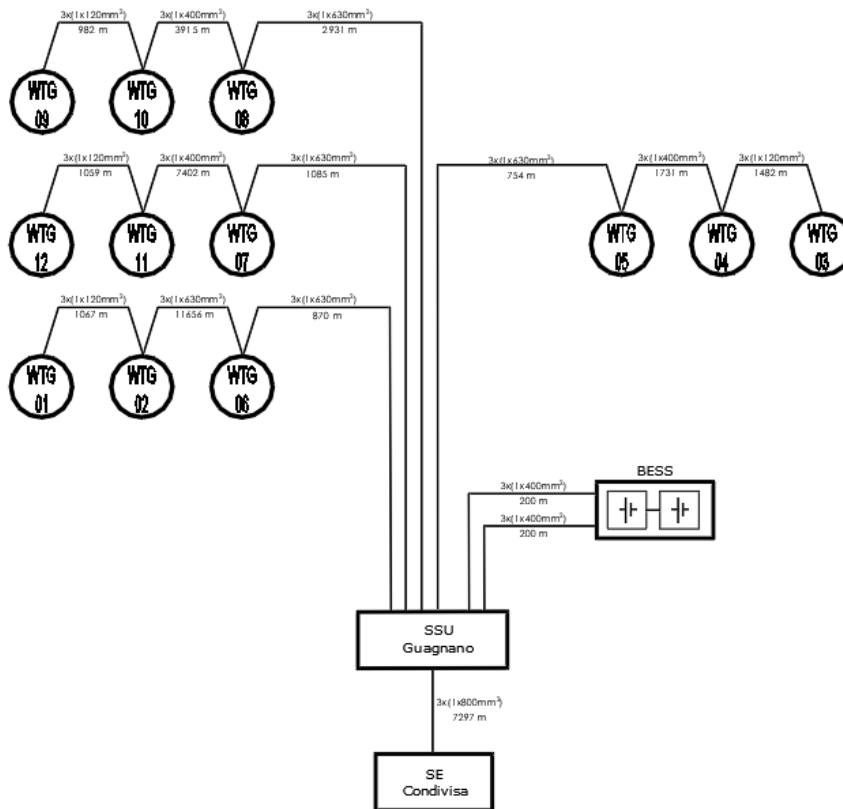 3x(1x120mm²) 3x(1x400mm²) 3x(1x630mm²)
982 m 3915 m 2931 m
WTG 09 WTG 10 WTG 08
3x(1x120mm²) 3x(1x400mm²) 3x(1x630mm²) 3x(1x630mm²) 3x(1x400mm²) 3x(1x120mm²)
1059 m 7402 m 1085 m 754 m 1731 m 1482 m
WTG 12 WTG 11 WTG 07 WTG 05 WTG 04 WTG 03
3x(1x120mm²) 3x(1x630mm²) 3x(1x630mm²)
1067 m 11656 m 870 m
WTG 01 WTG 02 WTG 06
BESS
3x(1x400mm²)
200 m
3x(1x400mm²)
200 m
SSU
Guagnano
3x(1x800mm²)
7297 m
SE
Condivisa